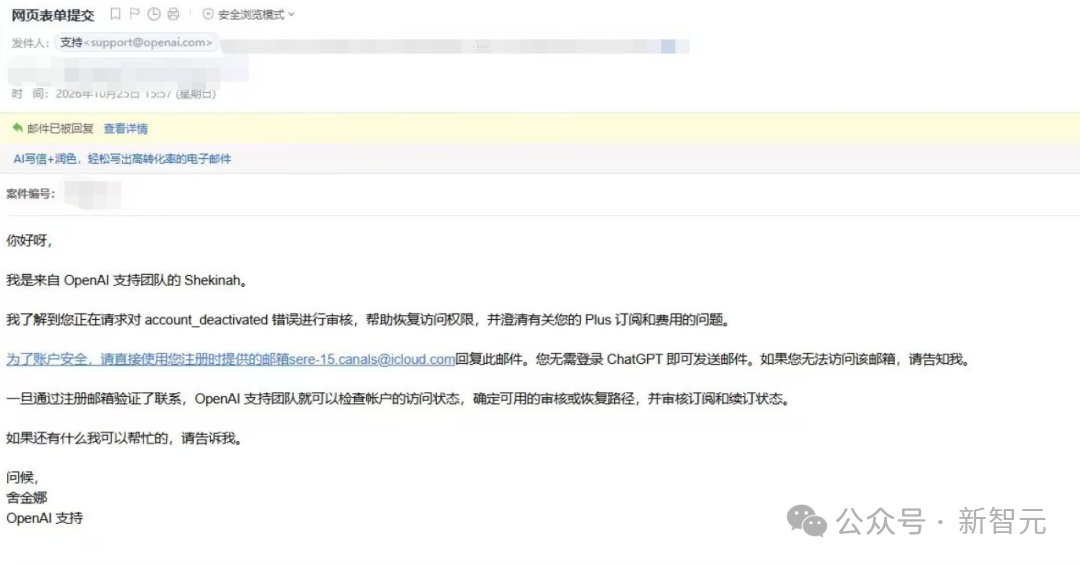 网页表单提交 安全浏览模式
发件人： 支持<support@openai.com>
时 间： 2026年10月25日 15:57 (星期日)
邮件已被回复 查看详情
AI写信+润色，轻松写出高转化率的电子邮件
案件编号：
你好呀，
我是来自 OpenAI 支持团队的 Shekinah。
我了解到您正在请求对 account_deactivated 错误进行审核，帮助恢复访问权限，并澄清有关您的 Plus 订阅和费用的问题。
为了账户安全，请直接使用您注册时提供的邮箱sere-15.canals@icloud.com回复此邮件。您无需登录 ChatGPT 即可发送邮件。如果您无法访问该邮箱，请告知我。
一旦通过注册邮箱验证了联系，OpenAI 支持团队就可以检查帐户的访问状态，确定可用的审核或恢复路径，并审核订阅和续订状态。
如果还有什么我可以帮忙的，请告诉我。
问候，
舍金娜
OpenAI 支持
公众号 · 新智元